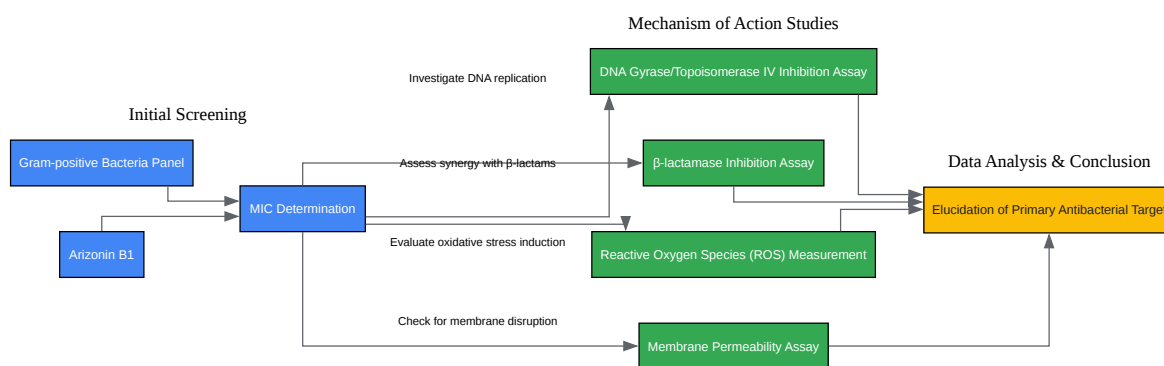 Mechanism of Action Studies
DNA Gyrase/Topoisomerase IV Inhibition Assay
Investigate DNA replication
Initial Screening
Gram-positive Bacteria Panel
Assess synergy with β-lactams
β-lactamase Inhibition Assay
Data Analysis & Conclusion
MIC Determination
Elucidation of Primary Antibacterial Target
Arizonin B1
Evaluate oxidative stress induction
Reactive Oxygen Species (ROS) Measurement
Check for membrane disruption
Membrane Permeability Assay